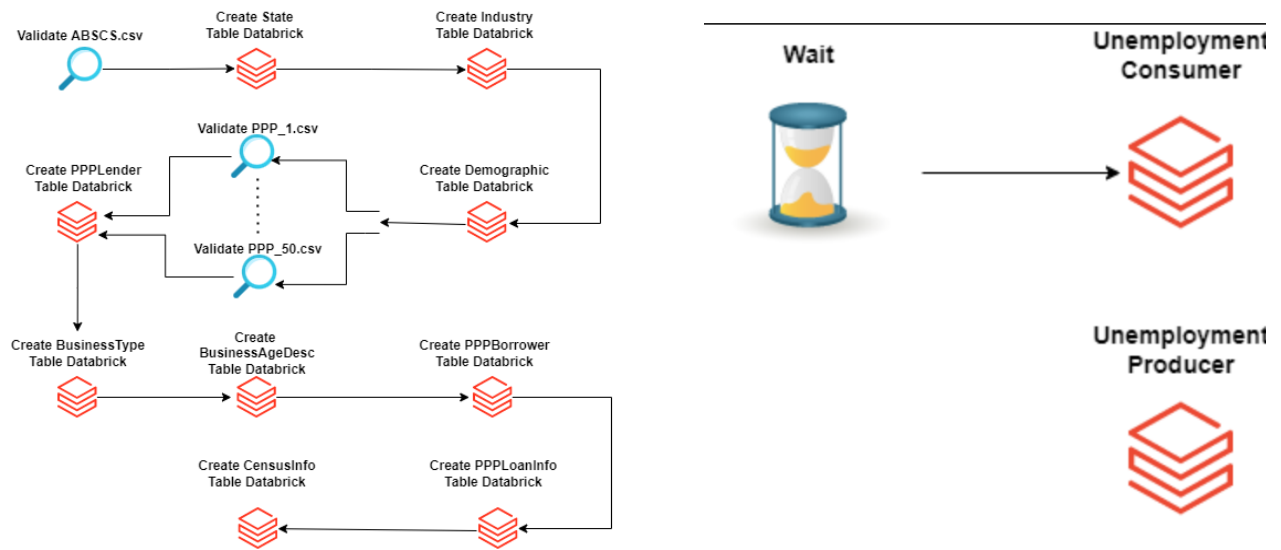 Validate ABSCS.csv
Create State
Table Databrick
Create Industry
Table Databrick
Validate PPP_1.csv
Create PPPLender
Table Databrick
Create Demographic
Table Databrick
Validate PPP_50.csv
Create BusinessType
Table Databrick
Create
BusinessAgeDesc
Table Databrick
Create PPPBorrower
Table Databrick
Create CensusInfo
Table Databrick
Create PPPLoanInfo
Table Databrick
Wait
Unemployment
Consumer
Unemployment
Producer